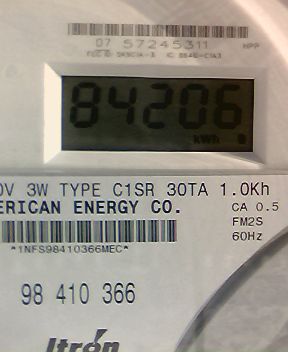 07 57245311
HPP
84206
kWh
0V 3W TYPE C1SR 30TA 1.0Kh
ERICAN ENERGY CO.
CA 0.5
FM2S
60Hz
*1NFS98410366MEC*
98 410 366
Itron